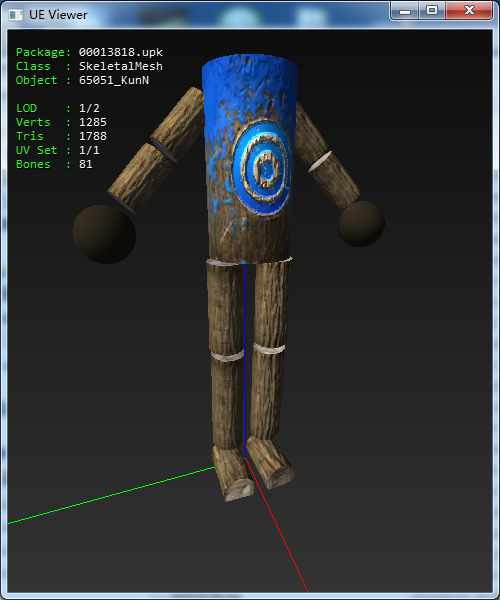 UE Viewer
Package: 00013818.upk
Class : SkeletalMesh
Object : 65051_KunN
LOD : 1/2
Verts : 1285
Tris : 1788
UV Set : 1/1
Bones : 81